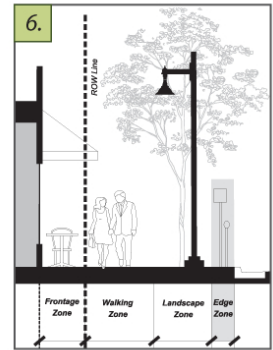 6.
ROW Line
Frontage Zone
Walking Zone
Landscape Zone
Edge Zone